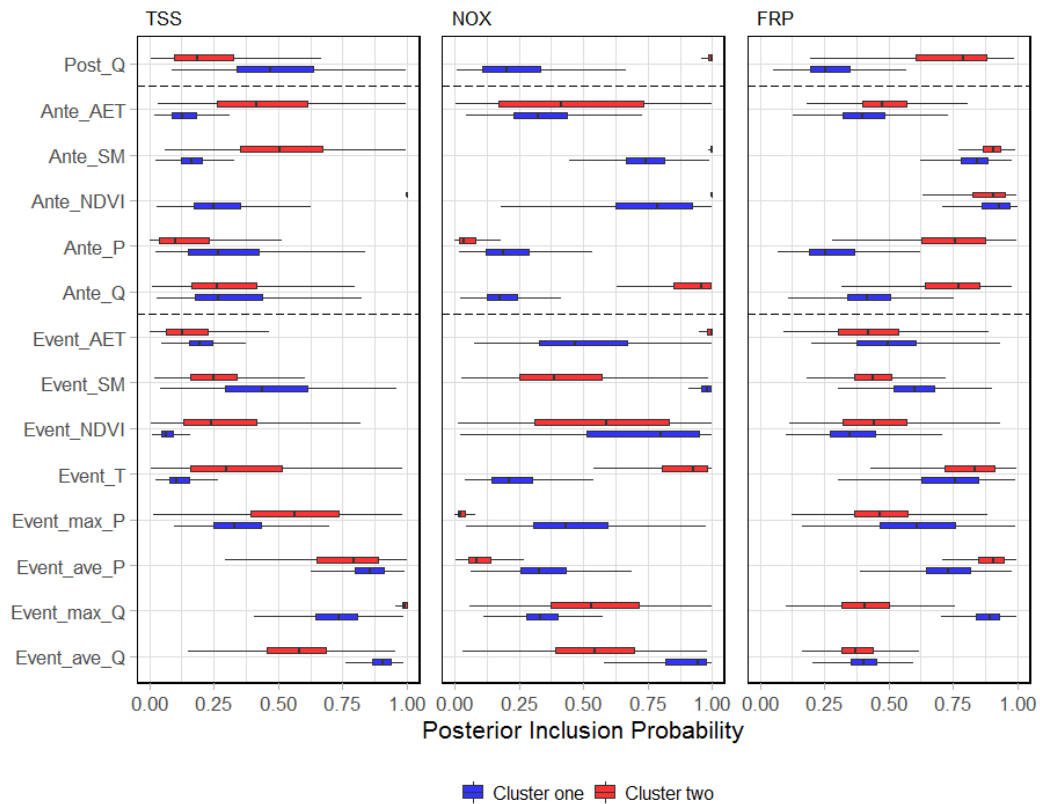 TSS NOX FRP
Post_Q
Ante_AET
Ante_SM
Ante_NDVI
Ante_P
Ante_Q
Event_AET
Event_SM
Event_NDVI
Event_T
Event_max_P
Event_ave_P
Event_max_Q
Event_ave_Q
0.00 0.25 0.50 0.75 1.00 0.00 0.25 0.50 0.75 1.00 0.00 0.25 0.50 0.75 1.00
Posterior Inclusion Probability
Cluster one Cluster two